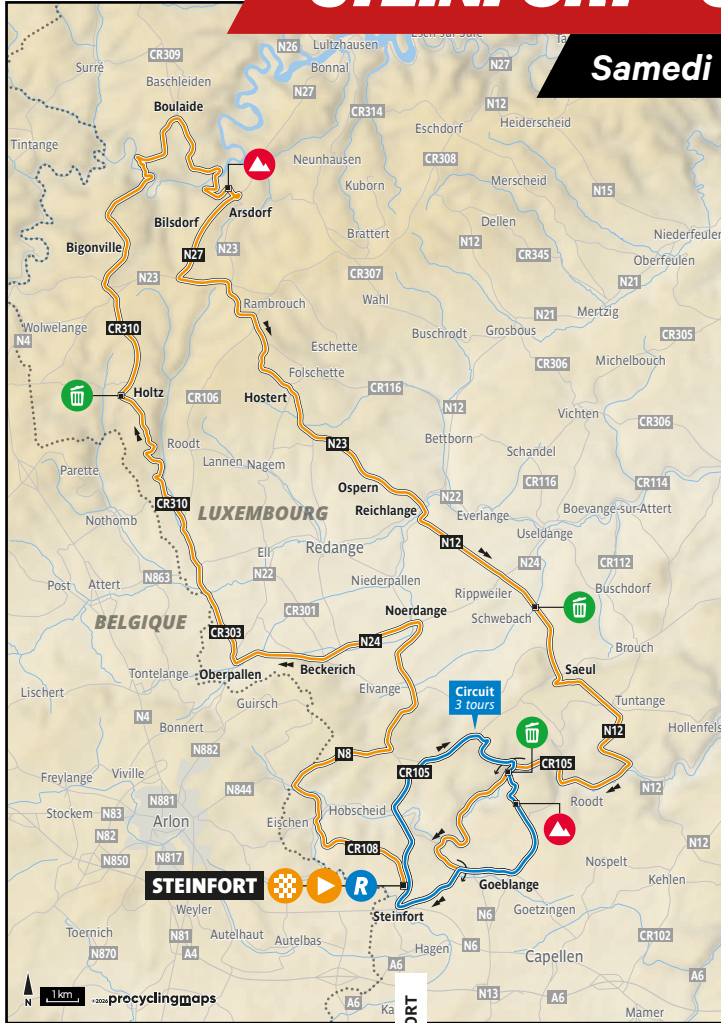 Samedi
CR309
N26
Lultzhausen
Surré
Bonnal
N27
Baschleiden
N27
Boulaide
CR314
N12
Heiderscheid
Eschdorf
Tintange
Neunhausen
CR308
Merscheid
Kuborn
N15
Arsdorf
Bilsdorf
Dellen
Brattert
Niederfeulen
Bigonville
N23
N12
N27
CR345
Oberfeulen
CR307
N23
N21
Wahl
Rambrouch
Mertzig
N21
Wolwelange
CR310
Buschrodt
Grosbous
CR305
N4
Eschette
Michelbouch
CR306
Folschette
Holtz
CR116
CR106
Hostert
N12
Vichten
CR306
Bettborn
Roodt
N23
Schandel
Lannen
Nagem
Parette
CR116
CR114
Ospern
N22
CR310
Reichlange
Boevange-sur-Attert
LUXEMBOURG
Everlange
Nothomb
Useldange
N12
Ell
Redange
N24
CR112
N863
N22
Niederpallen
Post
Attert
Rippweiler
Buschdorf
CR301
Noerdange
Schwebach
BELGIQUE
CR303
N24
Brouch
Beckerich
Saeul
Oberpallen
Tontelange
Elvange
Lischert
Circuit
3 tours
Guirsch
Tuntange
N4
Bonnert
N12
Hollenfels
N882
N8
CR105
CR105
Freylange
Viville
N844
N12
N881
Roodt
Stockem
N83
Hobscheid
Arlon
Eischen
N82
N12
N850
N817
CR108
Nospelt
Kehlen
STEINFORT
R
Goeblange
Weyler
Steinfort
Goetzingen
N6
Toernich
N81
Autelhaut
Autelbas
CR102
Hagen
N6
N870
A4
Capellen
A6
A6
N
1 km
©2026 procyclingmaps
A6
N13
Mamer